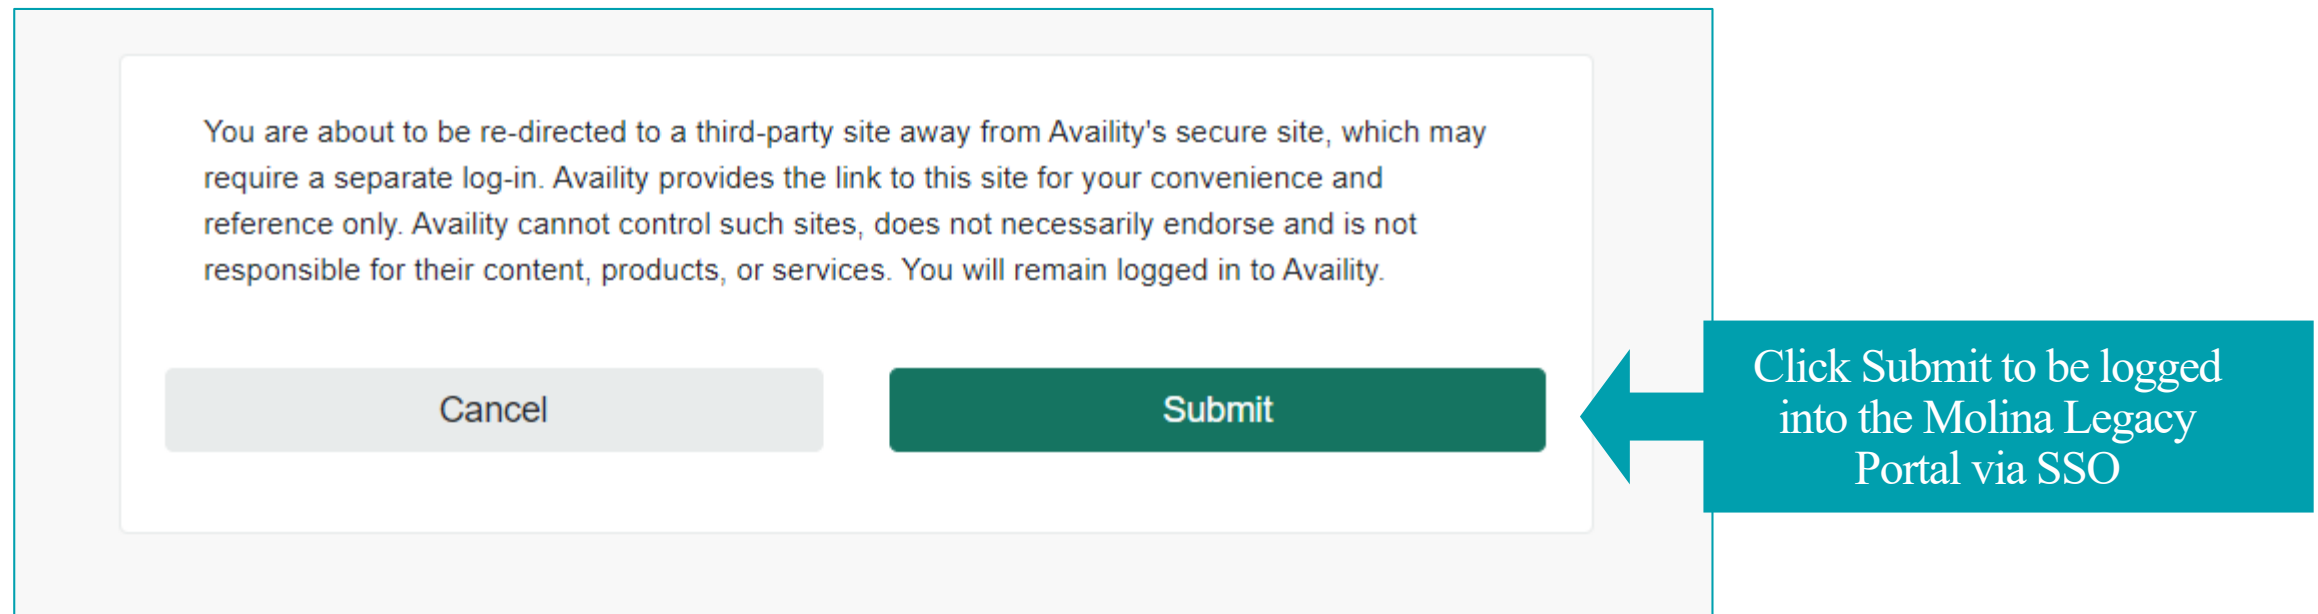 You are about to be re-directed to a third-party site away from Availity's secure site, which may
require a separate log-in. Availity provides the link to this site for your convenience and
reference only. Availity cannot control such sites, does not necessarily endorse and is not
responsible for their content, products, or services. You will remain logged in to Availity.
Cancel
Submit
Click Submit to be logged
into the Molina Legacy
Portal via SSO